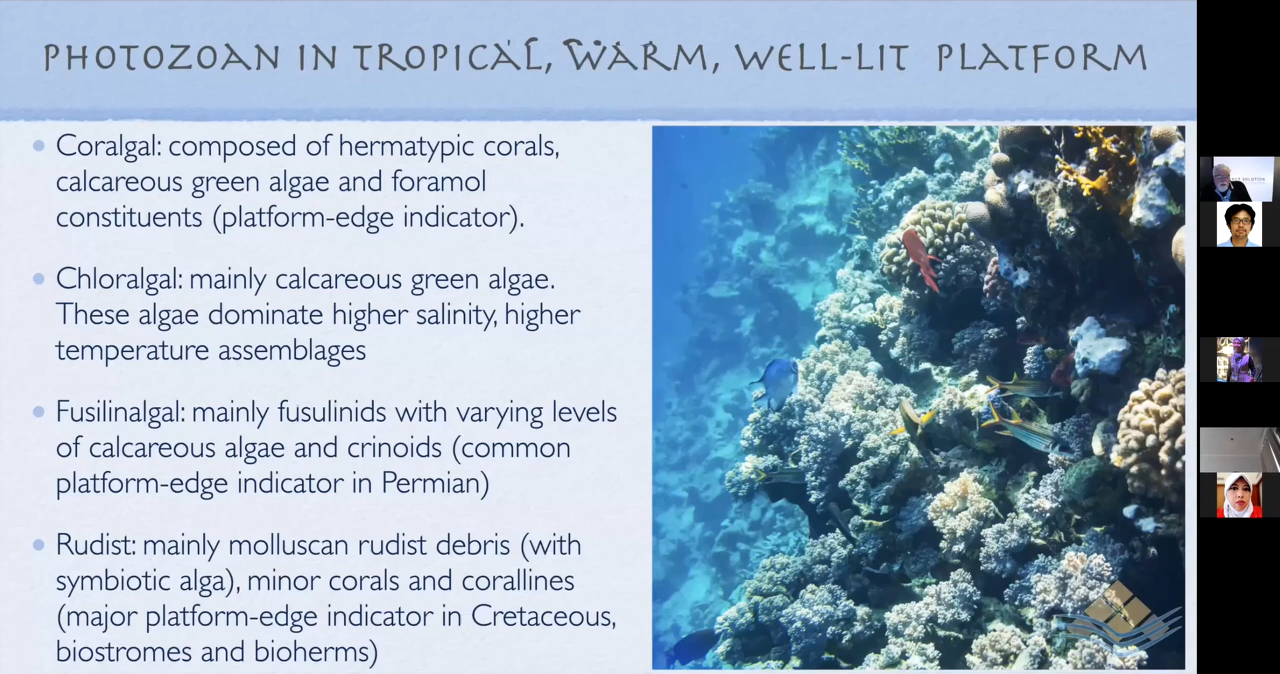 PHOTOZOAN IN TROPICAL, WARM, WELL-LIT PLATFORM
• Coralgal: composed of hermatypic corals,
calcareous green algae and foramol
constituents (platform-edge indicator).
• Chloralgal: mainly calcareous green algae.
These algae dominate higher salinity, higher
temperature assemblages
• Fusilinalgal: mainly fusulinids with varying levels
of calcareous algae and crinoids (common
platform-edge indicator in Permian)
• Rudist: mainly molluscan rudist debris (with
symbiotic alga), minor corals and corallines
(major platform-edge indicator in Cretaceous,
biostromes and bioherms)